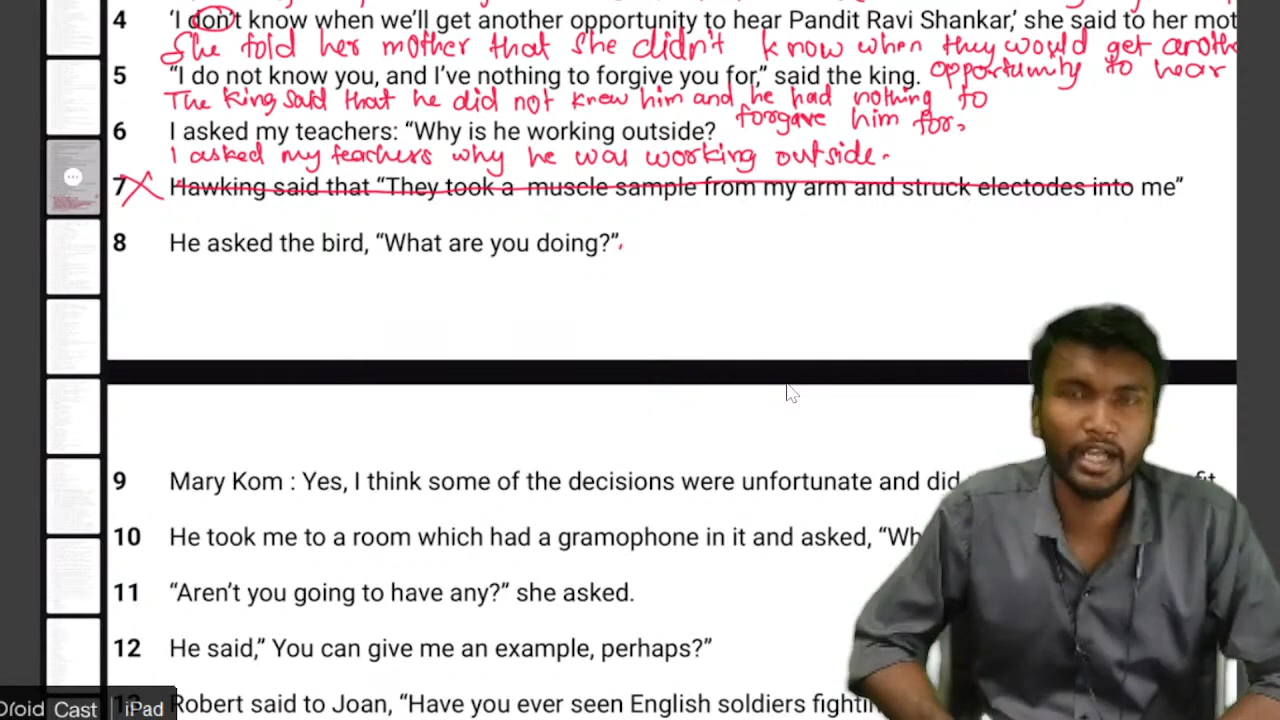 4 ‘I don’t know when we’ll get another opportunity to hear Pandit Ravi Shankar,’ she said to her mot
She told her mother that she didn't know when they would get anothe
opportunity to hear
5 “I do not know you, and I’ve nothing to forgive you for,” said the king.
The king said that he did not knew him and he had nothing to
forgave him for.
6 I asked my teachers: “Why is he working outside?
I asked my teachers why he was working outside.
7 Hawking said that “They took a muscle sample from my arm and struck electodes into me”
8 He asked the bird, “What are you doing?”
9 Mary Kom : Yes, I think some of the decisions were unfortunate and did
10 He took me to a room which had a gramophone in it and asked, “Wh
11 “Aren’t you going to have any?” she asked.
12 He said,” You can give me an example, perhaps?”
Robert said to Joan, “Have you ever seen English soldiers fighti
Droid Cast | iPad